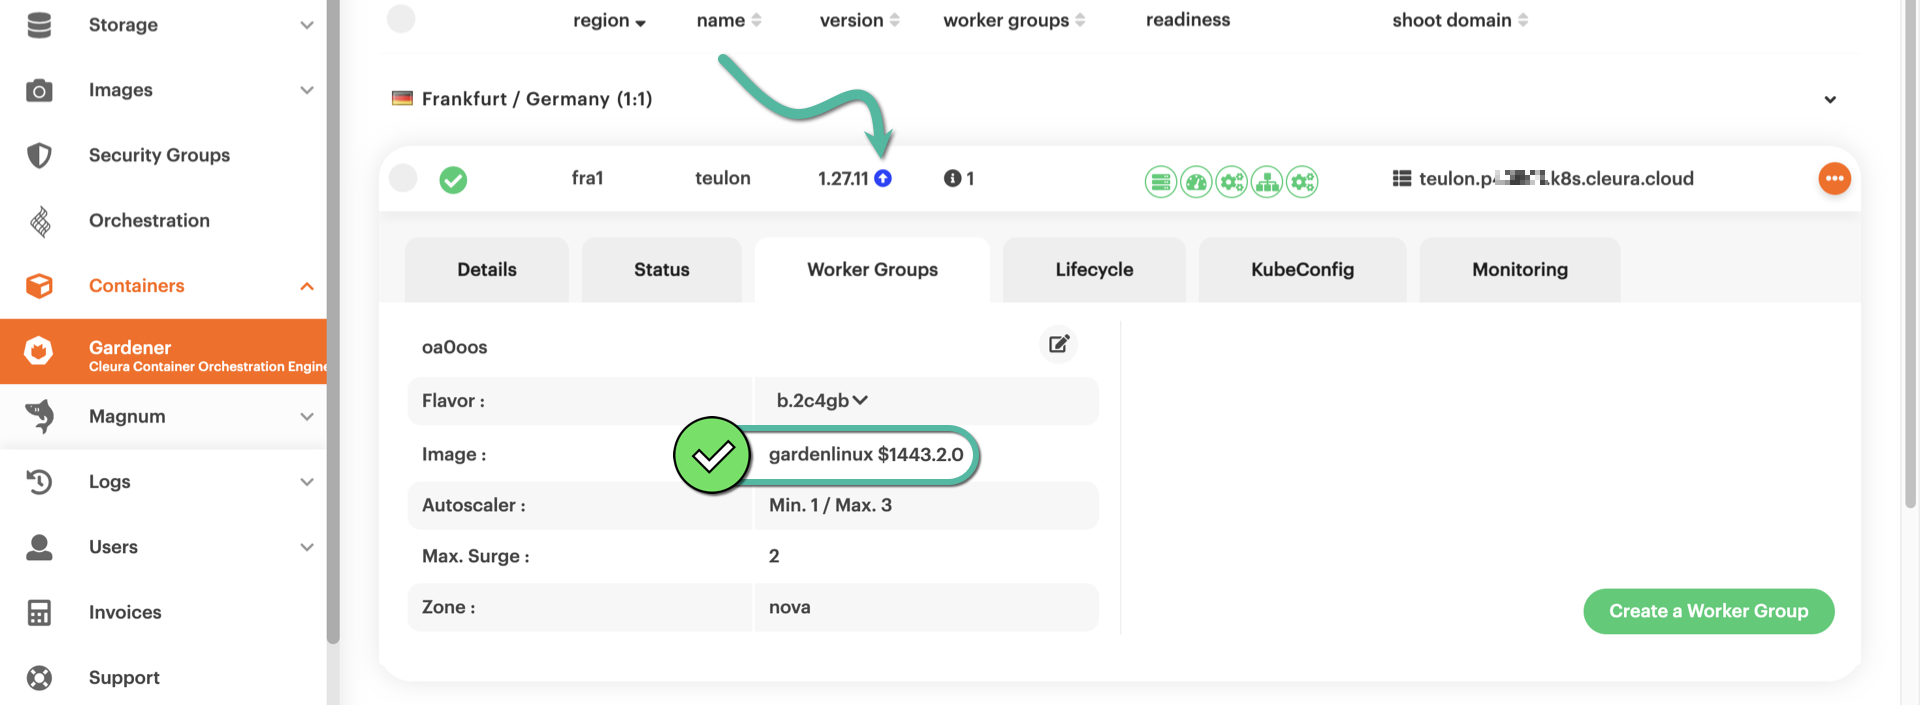 Storage
Images
Security Groups
Orchestration
Containers
Gardener
Cleura Container Orchestration Engine
Magnum
Logs
Users
Invoices
Support
region name version worker groups readiness shoot domain
Frankfurt / Germany (1:1)
fra1 teulon 1.27.11 1 teulon.p .k8s.cleura.cloud
Details Status Worker Groups Lifecycle KubeConfig Monitoring
oa0oos
Flavor : b.2c4gb
Image : gardenlinux $1443.2.0
Autoscaler : Min. 1 / Max. 3
Max. Surge : 2
Zone : nova
Create a Worker Group